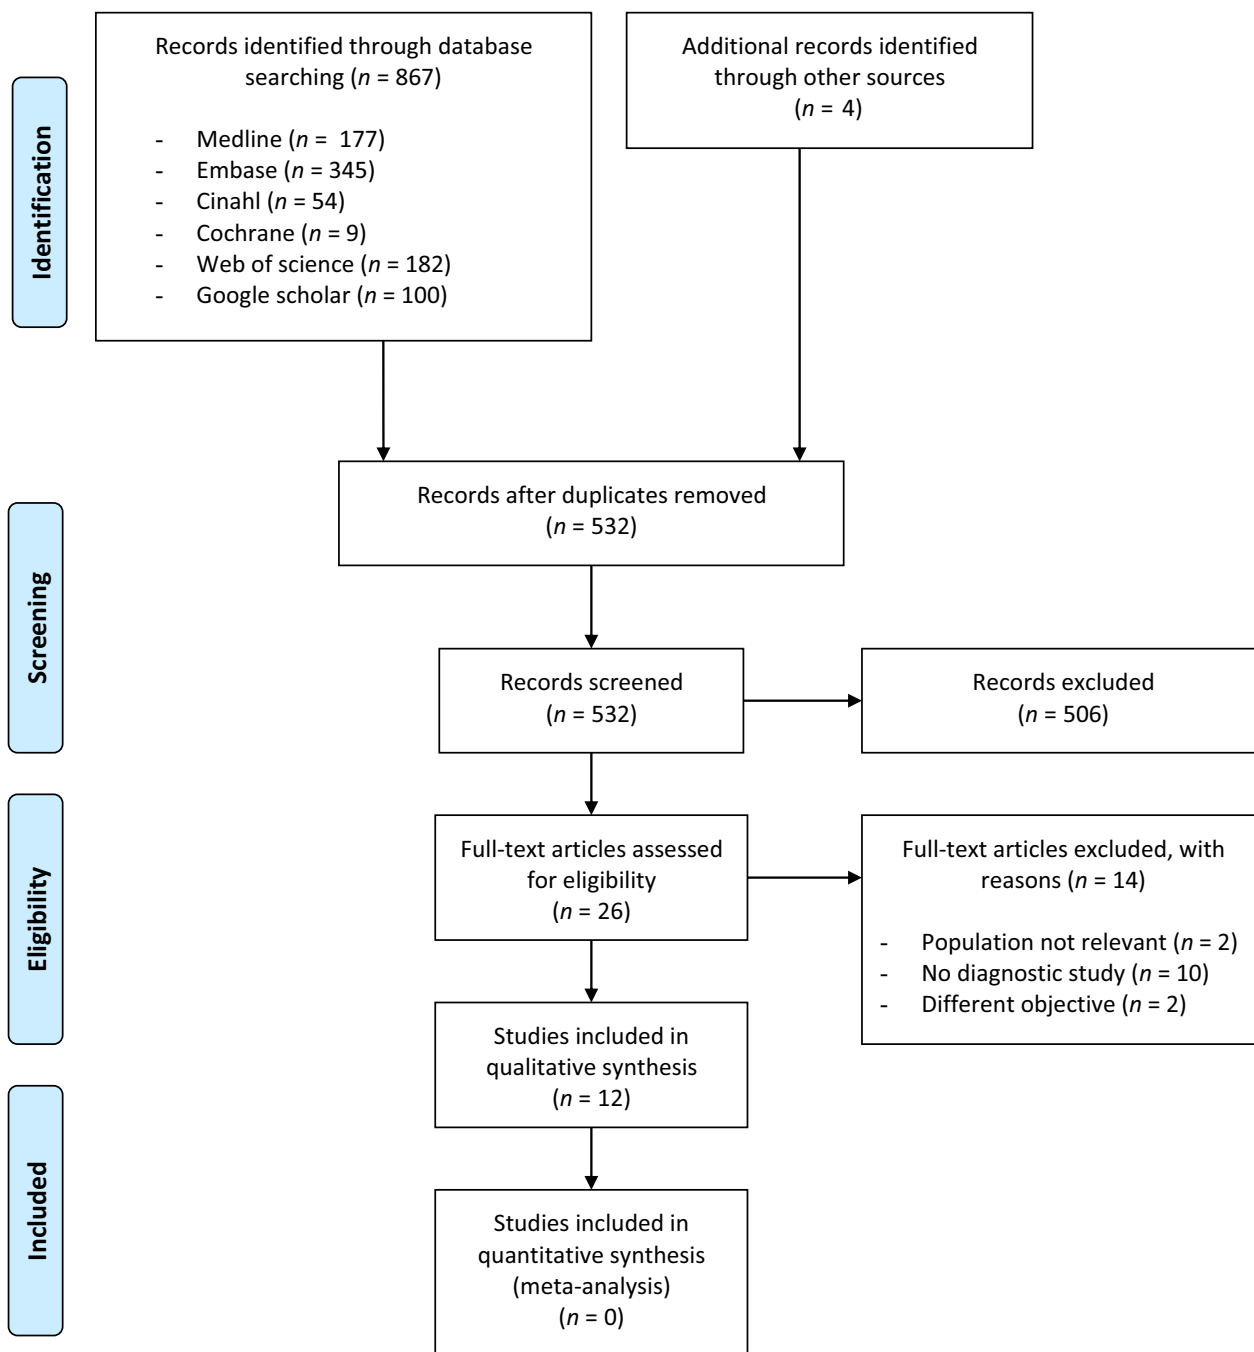 Identification
Records identified through database
searching (n = 867)
- Medline (n =  177)
- Embase (n = 345)
- Cinahl (n = 54)
- Cochrane (n = 9)
- Web of science (n = 182)
- Google scholar (n = 100)
Additional records identified
through other sources
(n = 4)
Screening
Records after duplicates removed
(n = 532)
Records screened
(n = 532)
Records excluded
(n = 506)
Eligibility
Full-text articles assessed
for eligibility
(n = 26)
Full-text articles excluded, with
reasons (n = 14)
- Population not relevant (n = 2)
- No diagnostic study (n = 10)
- Different objective (n = 2)
Studies included in
qualitative synthesis
(n = 12)
Included
Studies included in
quantitative synthesis
(meta-analysis)
(n = 0)